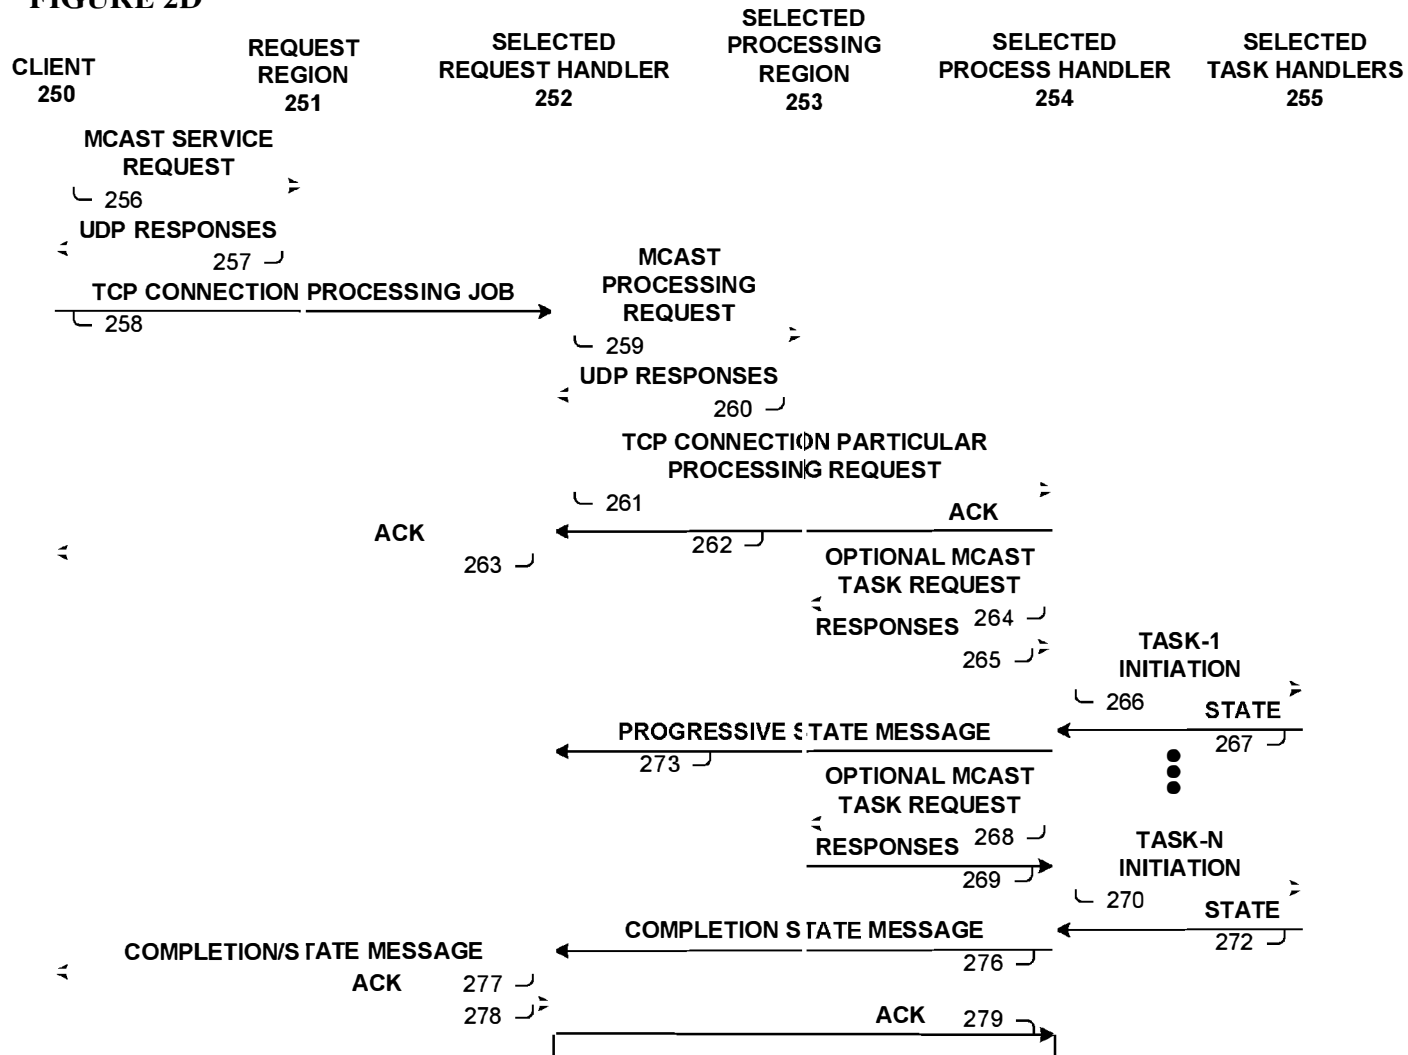 FIGURE 2D
CLIENT
250
REQUEST
REGION
251
SELECTED
REQUEST HANDLER
252
SELECTED
PROCESSING
REGION
253
SELECTED
PROCESS HANDLER
254
SELECTED
TASK HANDLERS
255
MCAST SERVICE
REQUEST
256
UDP RESPONSES
257
TCP CONNECTION PROCESSING JOB
258
MCAST
PROCESSING
REQUEST
259
UDP RESPONSES
260
TCP CONNECTION PARTICULAR
PROCESSING REQUEST
261
ACK
262
ACK
263
OPTIONAL MCAST
TASK REQUEST
264
RESPONSES
265
TASK-1
INITIATION
266
STATE
267
PROGRESSIVE STATE MESSAGE
273
OPTIONAL MCAST
TASK REQUEST
268
RESPONSES
269
TASK-N
INITIATION
270
STATE
272
COMPLETION STATE MESSAGE
276
COMPLETION/STATE MESSAGE
277
ACK
278
ACK
279